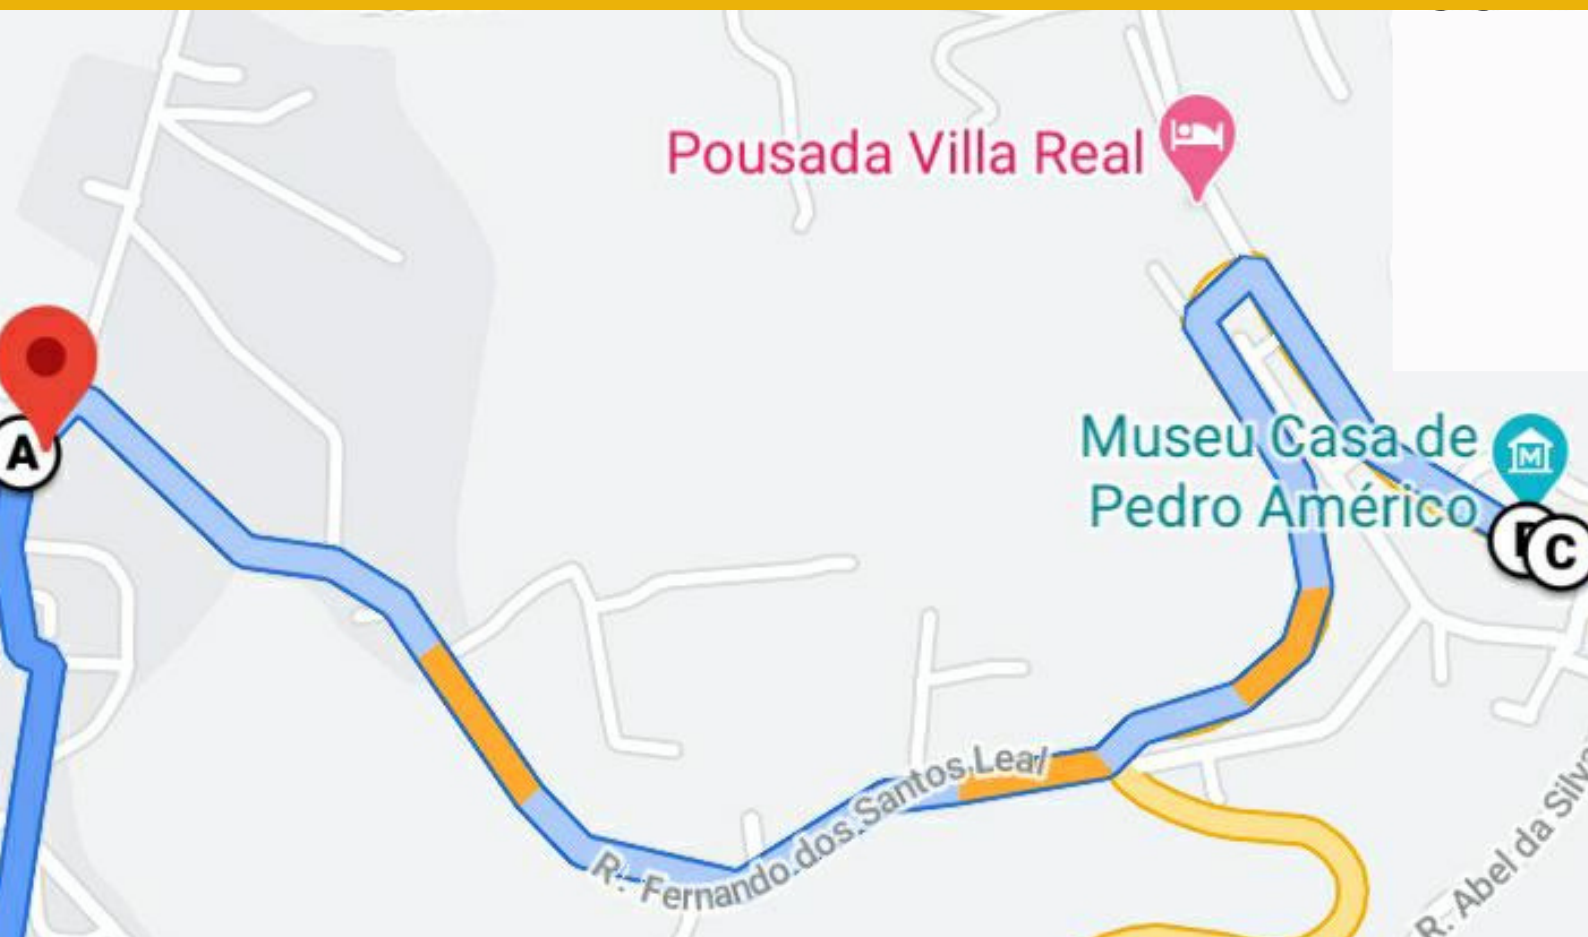 Pousada Villa Real
Museu Casa de
Pedro Américo
A
C
R. Fernando dos Santos Leal
R. Abel da Silva